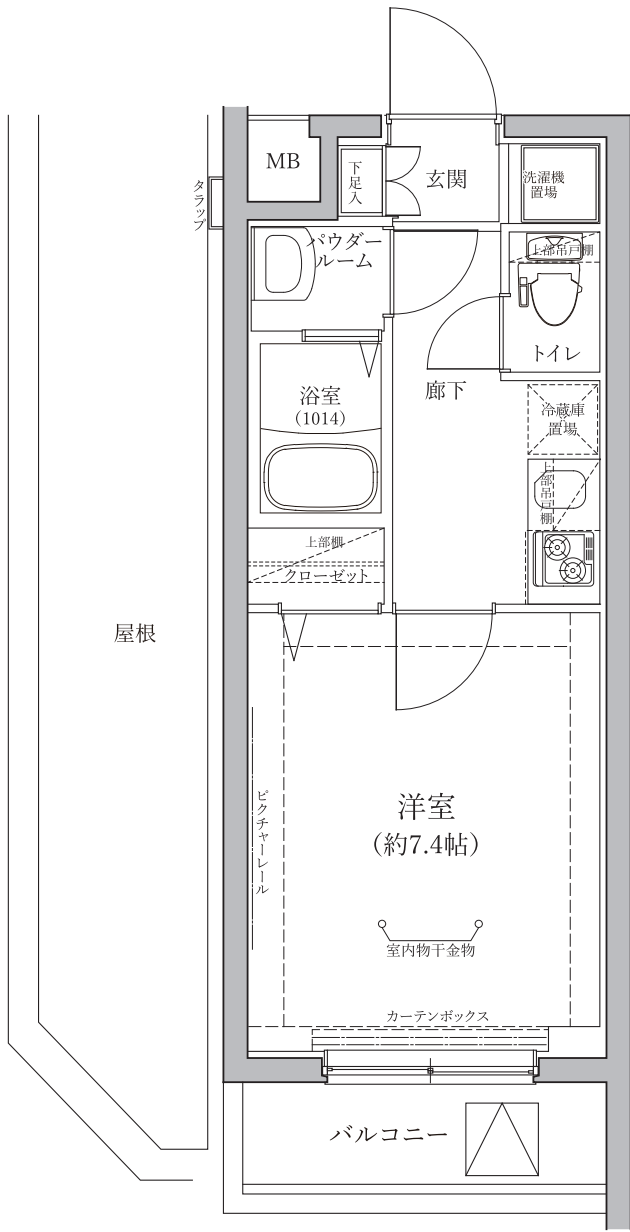 MB
下足入
玄関
洗濯機
置場
タラップ
パウダー
ルーム
上部吊戸棚
トイレ
浴室
(1014)
廊下
冷蔵庫
置場
上部吊戸棚
上部棚
クローゼット
屋根
洋室
(約7.4帖)
ピクチャーレール
室内物干金物
カーテンボックス
バルコニー